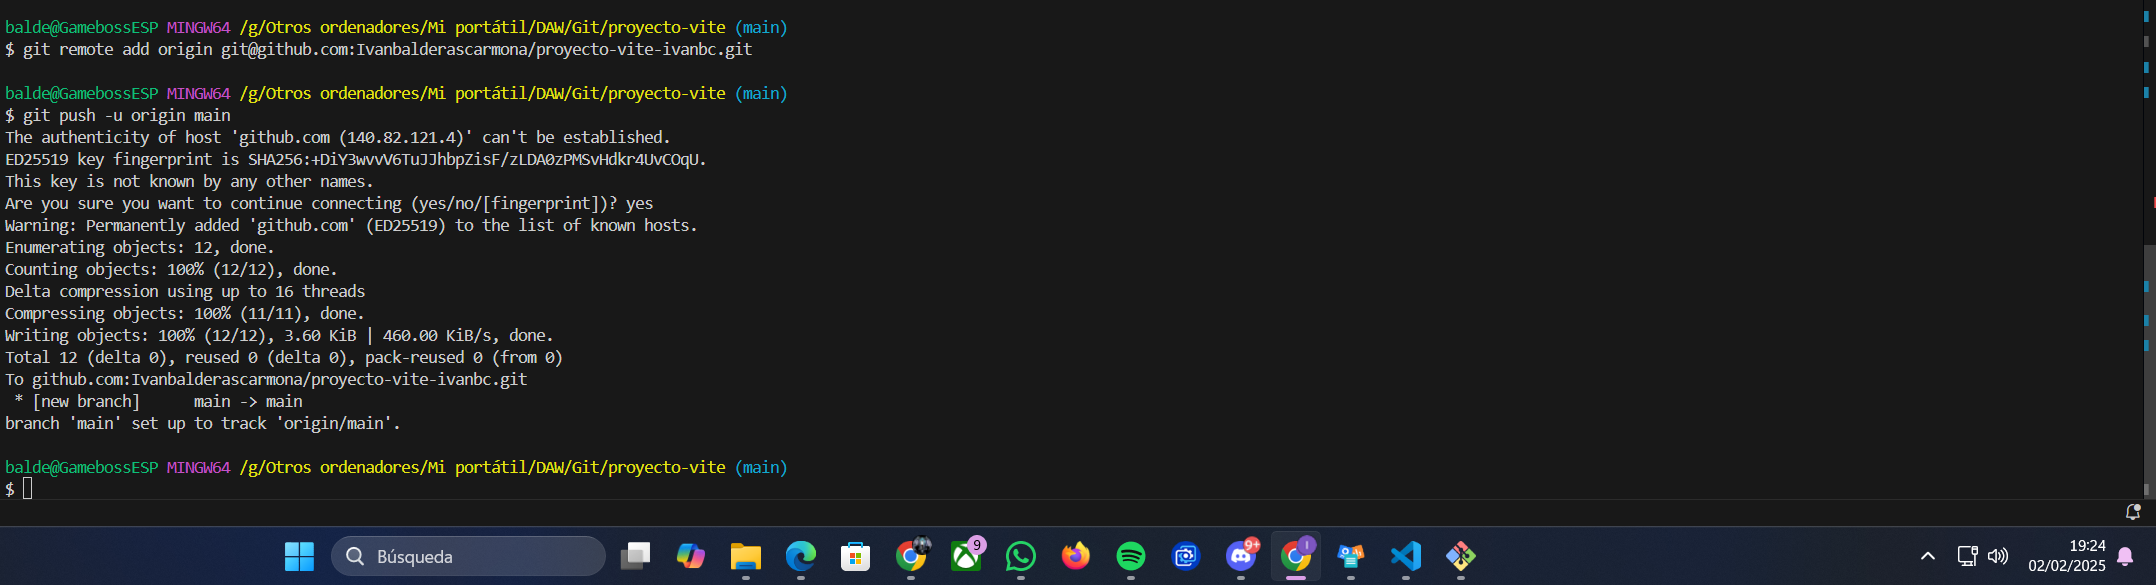 balde@GamebossESP MINGW64 /g/Otros ordenadores/Mi portátil/DAW/Git/proyecto-vite (main)
$ git remote add origin git@github.com:Ivanbalderascarmona/proyecto-vite-ivanbc.git
balde@GamebossESP MINGW64 /g/Otros ordenadores/Mi portátil/DAW/Git/proyecto-vite (main)
$ git push -u origin main
The authenticity of host 'github.com (140.82.121.4)' can't be established.
ED25519 key fingerprint is SHA256:+DiY3wvvV6TuJJhbpZisF/zLDA0zPMSvHdkr4UvCOqU.
This key is not known by any other names.
Are you sure you want to continue connecting (yes/no/[fingerprint])? yes
Warning: Permanently added 'github.com' (ED25519) to the list of known hosts.
Enumerating objects: 12, done.
Counting objects: 100% (12/12), done.
Delta compression using up to 16 threads
Compressing objects: 100% (11/11), done.
Writing objects: 100% (12/12), 3.60 KiB | 460.00 KiB/s, done.
Total 12 (delta 0), reused 0 (delta 0), pack-reused 0 (from 0)
To github.com:Ivanbalderascarmona/proyecto-vite-ivanbc.git
 * [new branch]      main -> main
branch 'main' set up to track 'origin/main'.
balde@GamebossESP MINGW64 /g/Otros ordenadores/Mi portátil/DAW/Git/proyecto-vite (main)
$
Búsqueda
9
9+
I
19:24
02/02/2025